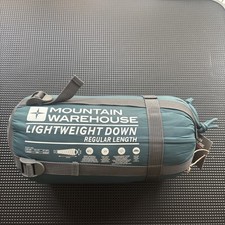 MOUNTAIN
WAREHOUSE
LIGHTWEIGHT DOWN
REGULAR LENGTH